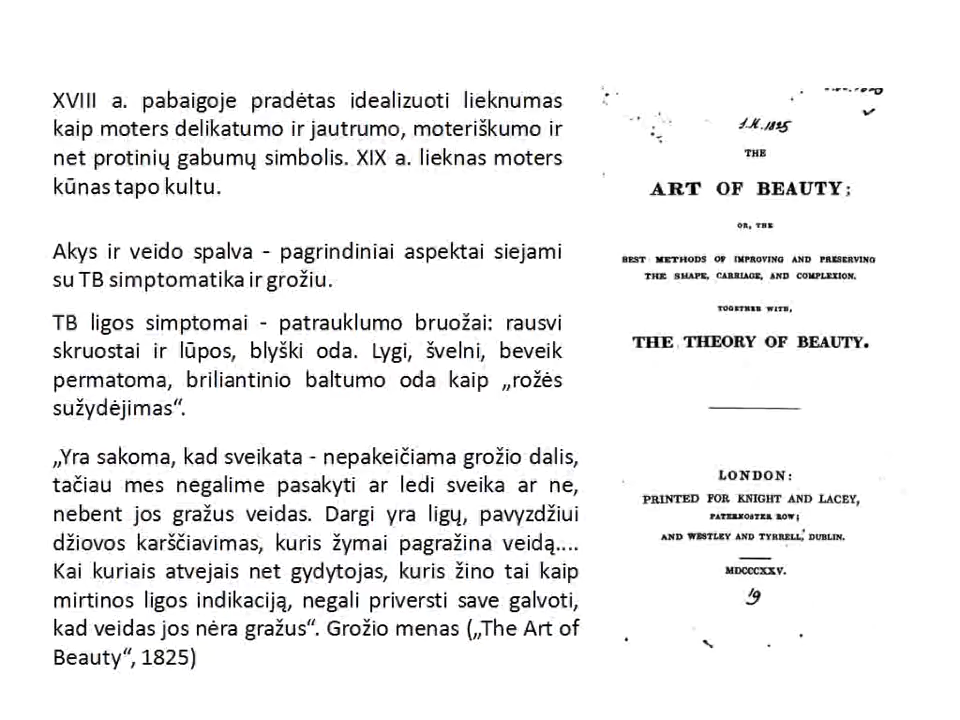 XVIII a. pabaigoje pradėtas idealizuoti lieknumas
kaip moters delikatumo ir jautrumo, moteriškumo ir
net protinių gabumų simbolis. XIX a. lieknas moters
kūnas tapo kultu.
Akys ir veido spalva - pagrindiniai aspektai siejami
su TB simptomatika ir grožiu.
TB ligos simptomai - patrauklumo bruožai: rausvi
skruostai ir lūpos, blyški oda. Lygi, švelni, beveik
permatoma, briliantinio baltumo oda kaip „rožės
sužydėjimas“.
„Yra sakoma, kad sveikata - nepakeičiama grožio dalis,
tačiau mes negalime pasakyti ar ledi sveika ar ne,
nebent jos gražus veidas. Dargi yra ligų, pavyzdžiui
džiovos karščiavimas, kuris žymai pagražina veidą....
Kai kuriais atvejais net gydytojas, kuris žino tai kaip
mirtinos ligos indikaciją, negali priversti save galvoti,
kad veidas jos nėra gražus“. Grožio menas („The Art of
Beauty“, 1825)
1825
THE
ART OF BEAUTY;
OR, THE
BEST METHODS OF IMPROVING AND PRESERVING
THE SHAPE, CARRIAGE, AND COMPLEXION.
TOGETHER WITH,
THE THEORY OF BEAUTY.
LONDON:
PRINTED FOR KNIGHT AND LACEY,
PATERNOSTER ROW;
AND WESTLEY AND TYRRELL, DUBLIN.
MDCCCXXV.
19